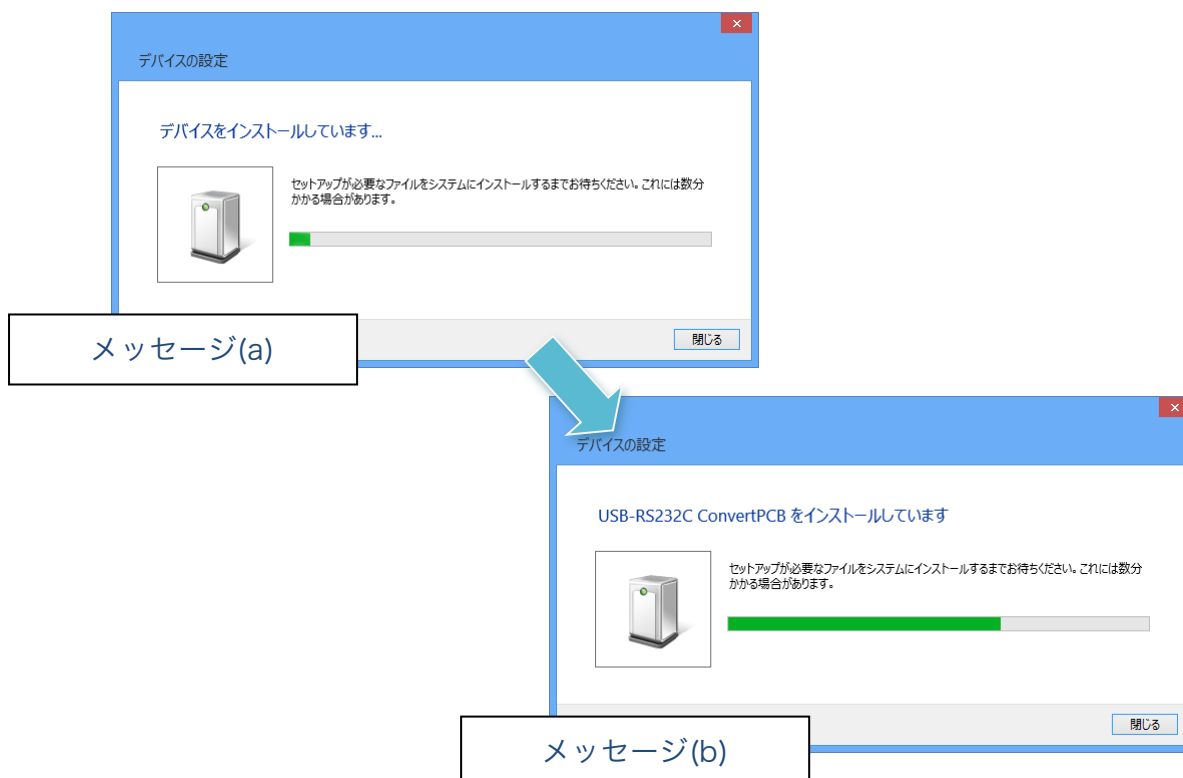 デバイスの設定
デバイスをインストールしています...
セットアップが必要なファイルをシステムにインストールするまでお待ちください。これには数分
かかる場合があります。
閉じる
メッセージ(a)
デバイスの設定
USB-RS232C ConvertPCB をインストールしています
セットアップが必要なファイルをシステムにインストールするまでお待ちください。これには数分
かかる場合があります。
閉じる
メッセージ(b)